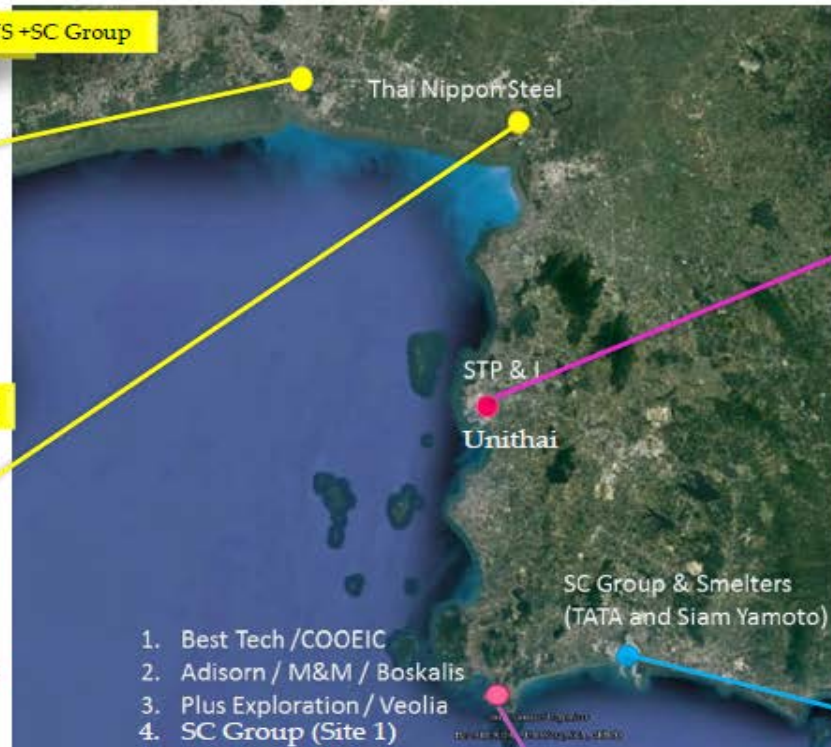 +SC Group
Thai Nippon Steel
STP & I
Unithai
SC Group & Smelters
(TATA and Siam Yamoto)
1. Best Tech /COOEIC
2. Adisorn / M&M / Boskalis
3. Plus Exploration / Veolia
4. SC Group (Site 1)